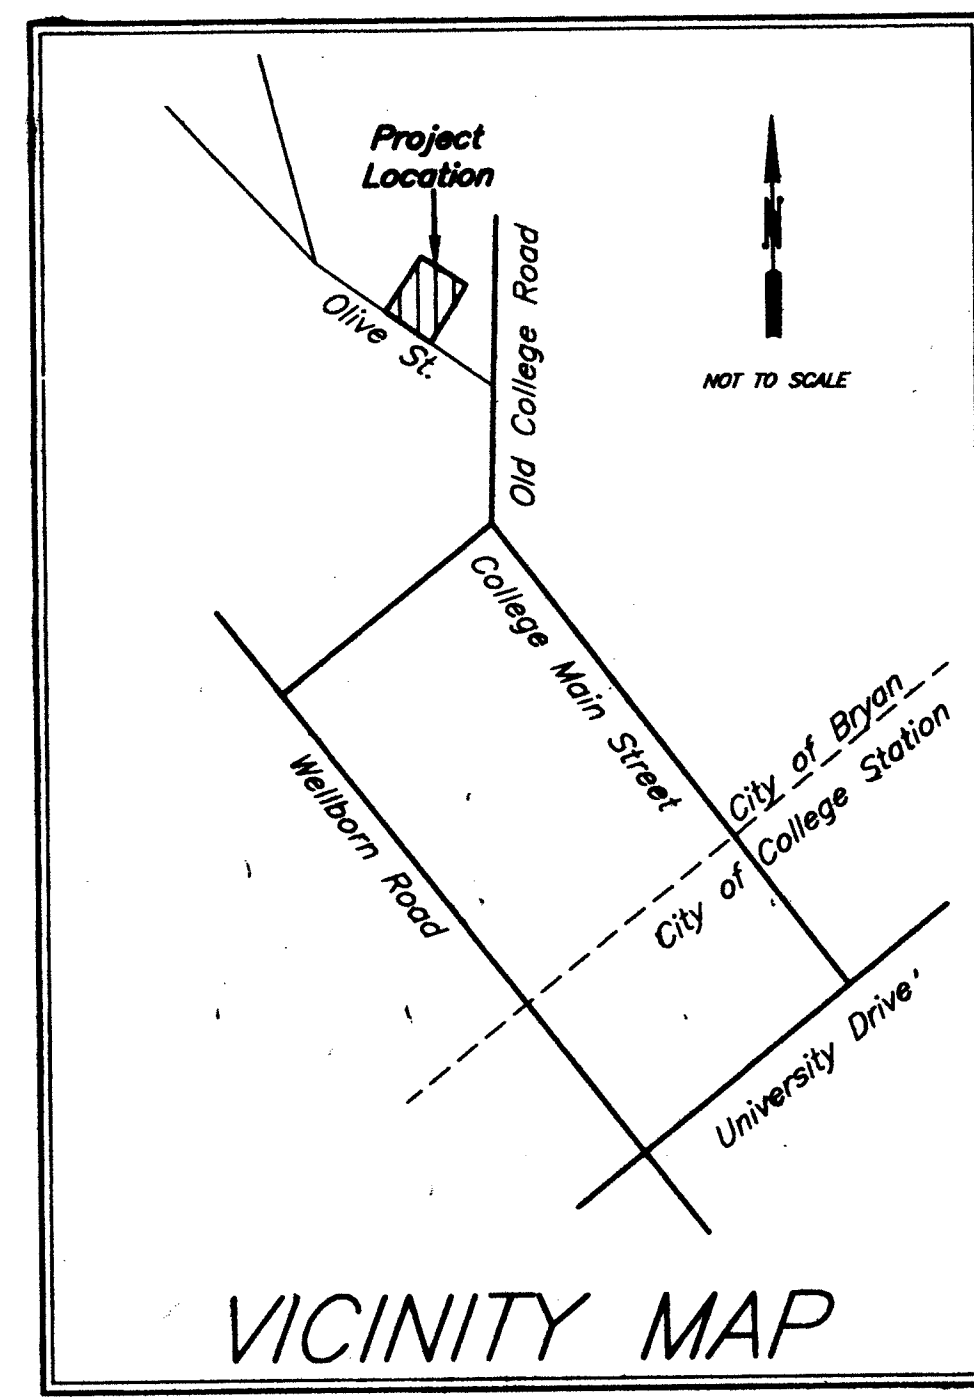 Project
Location
N
Olive St.
Old College Road
NOT TO SCALE
College Main Street
City of Bryan
City of College Station
Wellborn Road
University Drive
VICINITY MAP